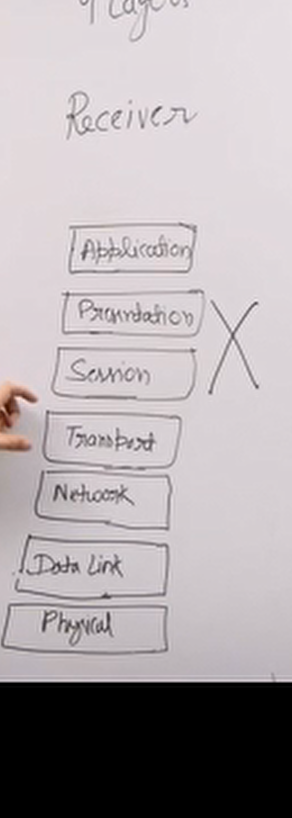 Receiver
Application
Presentation
Session
Transport
Network
Data Link
Physical